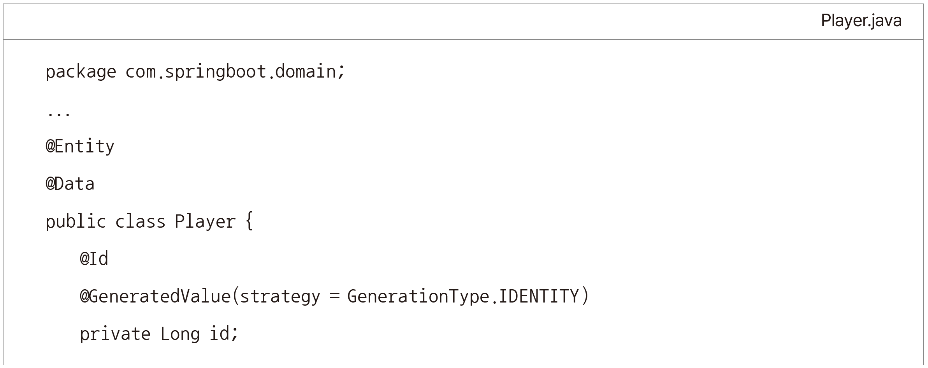 Player.java
package com.springboot.domain;
...
@Entity
@Data
public class Player {
@Id
@GeneratedValue(strategy = GenerationType.IDENTITY)
private Long id;